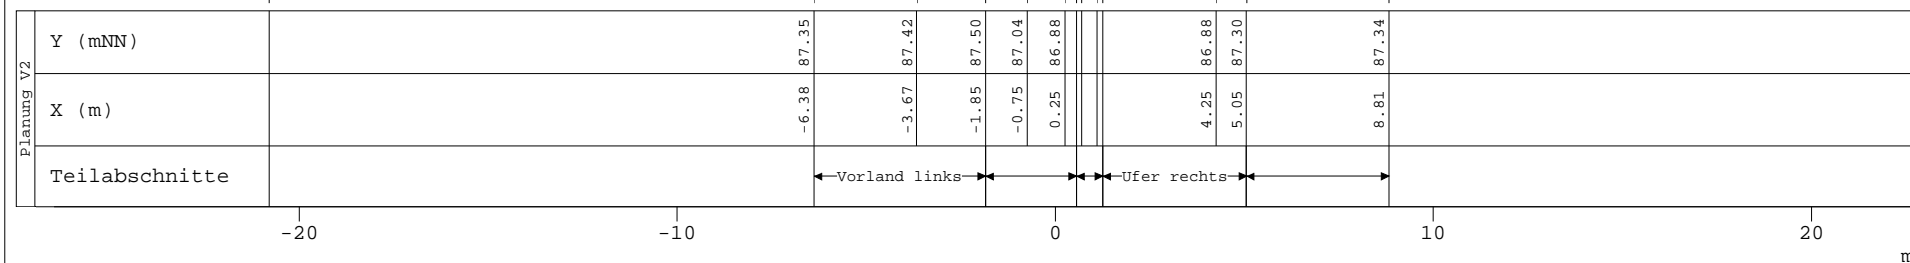 Planung V2
Y (mNN) 87.35 87.42 87.50 87.04 86.88 86.88 87.30 87.34
X (m) -6.38 -3.67 -1.85 -0.75 0.25 4.25 5.05 8.81
Teilabschnitte Vorland links Ufer rechts
-20 -10 0 10 20
m